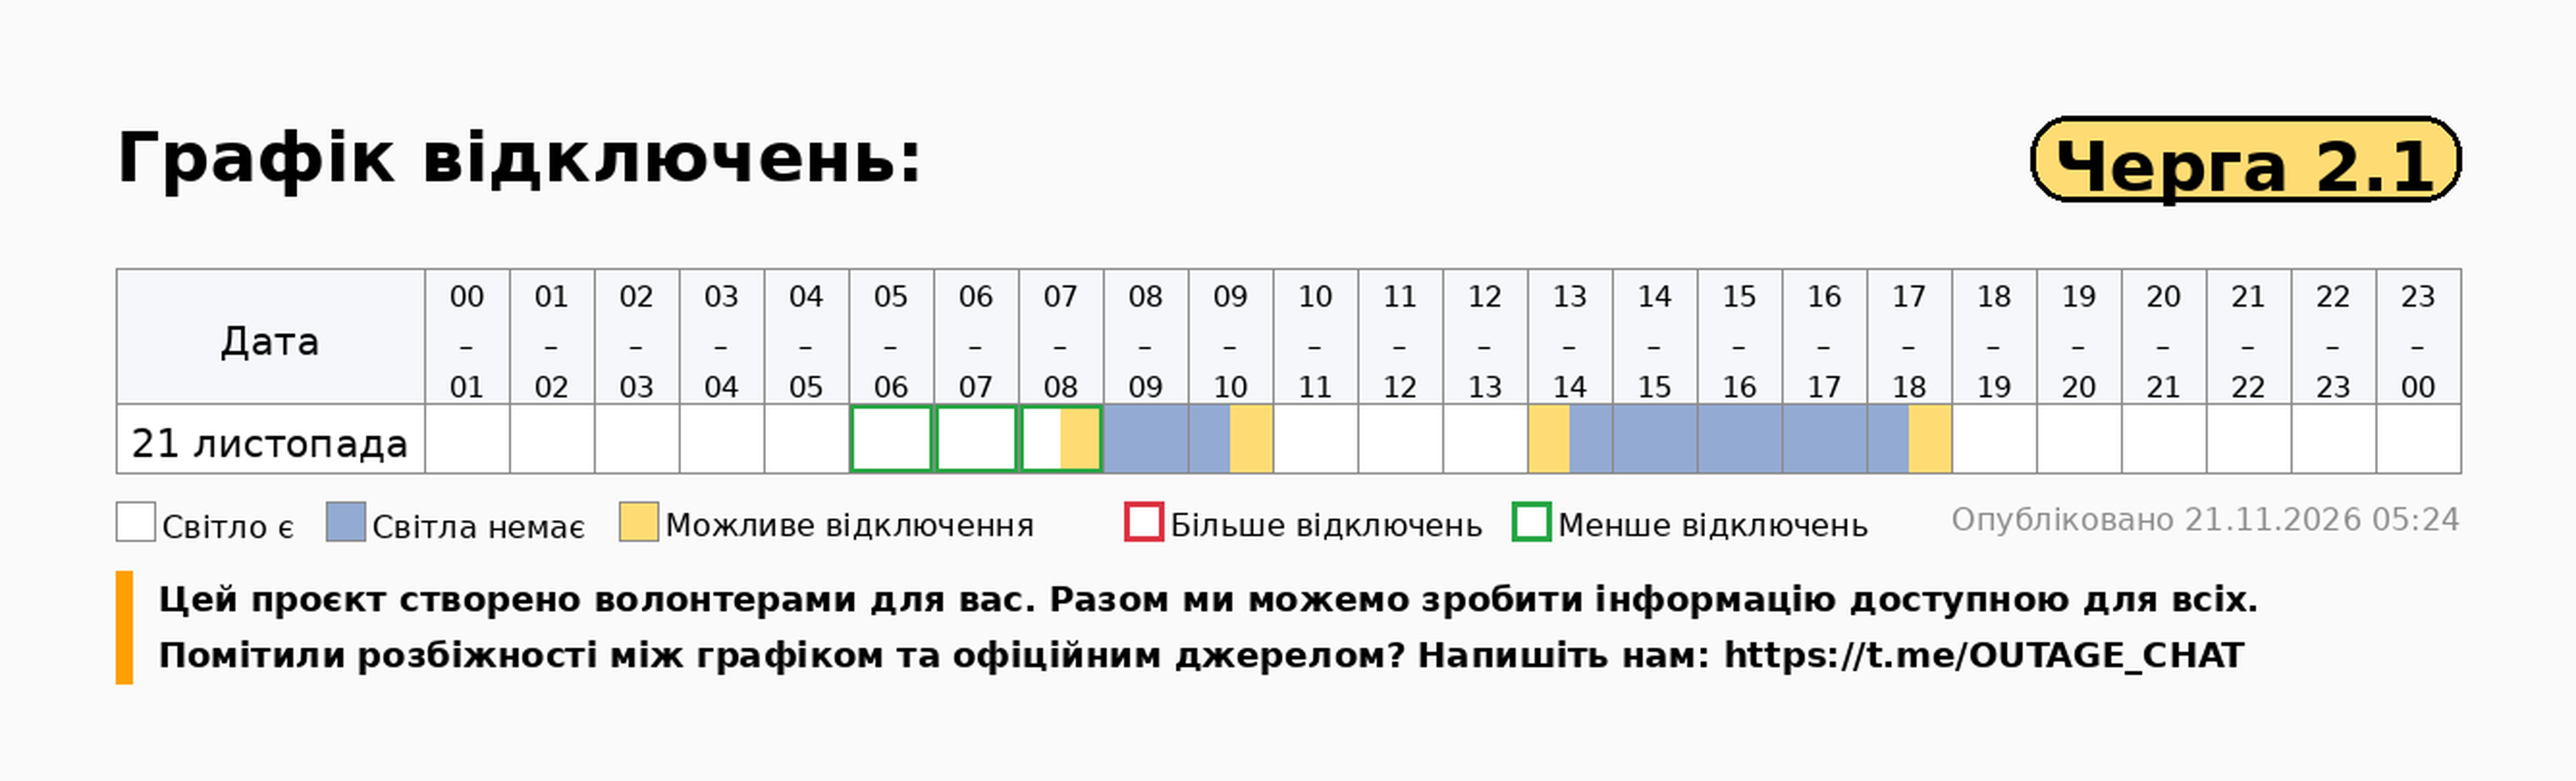 Графік відключень:
Черга 2.1
Дата 00 – 01 01 – 02 02 – 03 03 – 04 04 – 05 05 – 06 06 – 07 07 – 08 08 – 09 09 – 10 10 – 11 11 – 12 12 – 13 13 – 14 14 – 15 15 – 16 16 – 17 17 – 18 18 – 19 19 – 20 20 – 21 21 – 22 22 – 23 23 – 00
21 листопада
Світло є Світла немає Можливе відключення Більше відключень Менше відключень Опубліковано 21.11.2026 05:24
Цей проєкт створено волонтерами для вас. Разом ми можемо зробити інформацію доступною для всіх.
Помітили розбіжності між графіком та офіційним джерелом? Напишіть нам: https://t.me/OUTAGE_CHAT